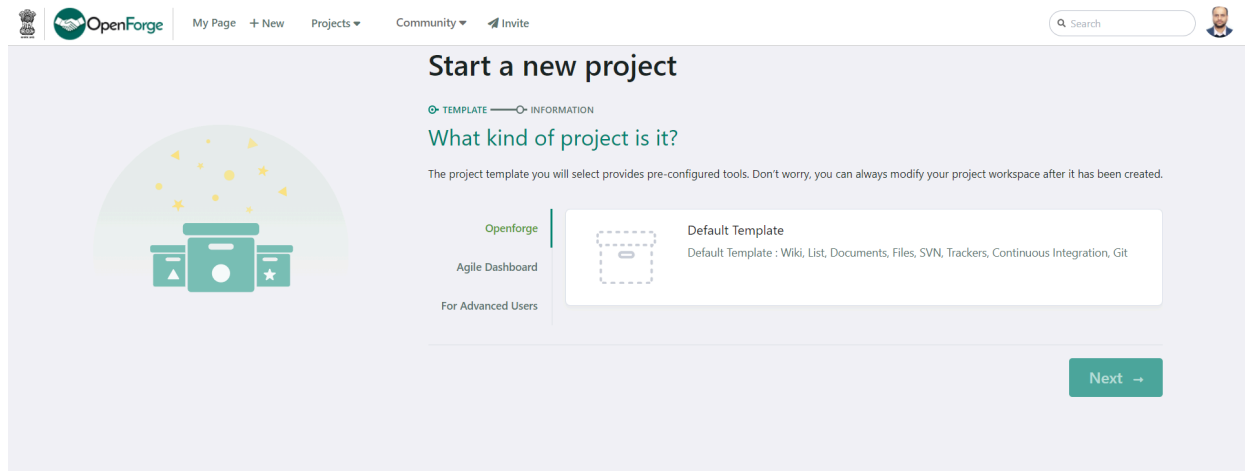 OpenForge
My Page + New Projects Community Invite
Search
Start a new project
TEMPLATE INFORMATION
What kind of project is it?
The project template you will select provides pre-configured tools. Don't worry, you can always modify your project workspace after it has been created.
Openforge
Agile Dashboard
For Advanced Users
Default Template
Default Template : Wiki, List, Documents, Files, SVN, Trackers, Continuous Integration, Git
Next →